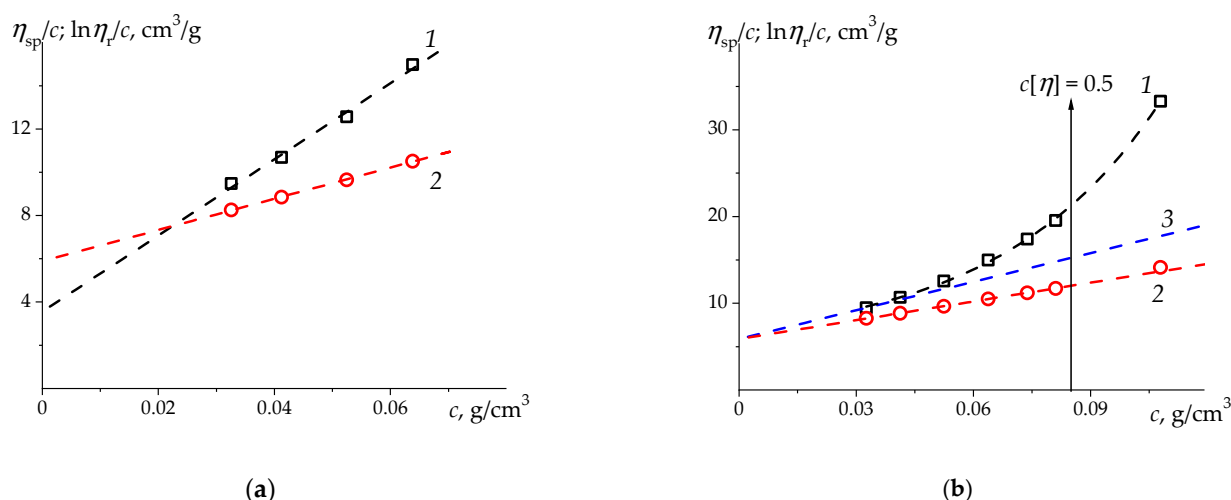 η_sp/c; ln η_r/c, cm³/g
1
12
8
4
2
0
0.02
0.04
0.06
c, g/cm³
(a)
η_sp/c; ln η_r/c, cm³/g
c[η] = 0.5
1
30
20
3
10
2
0
0.03
0.06
0.09
c, g/cm³
(b)